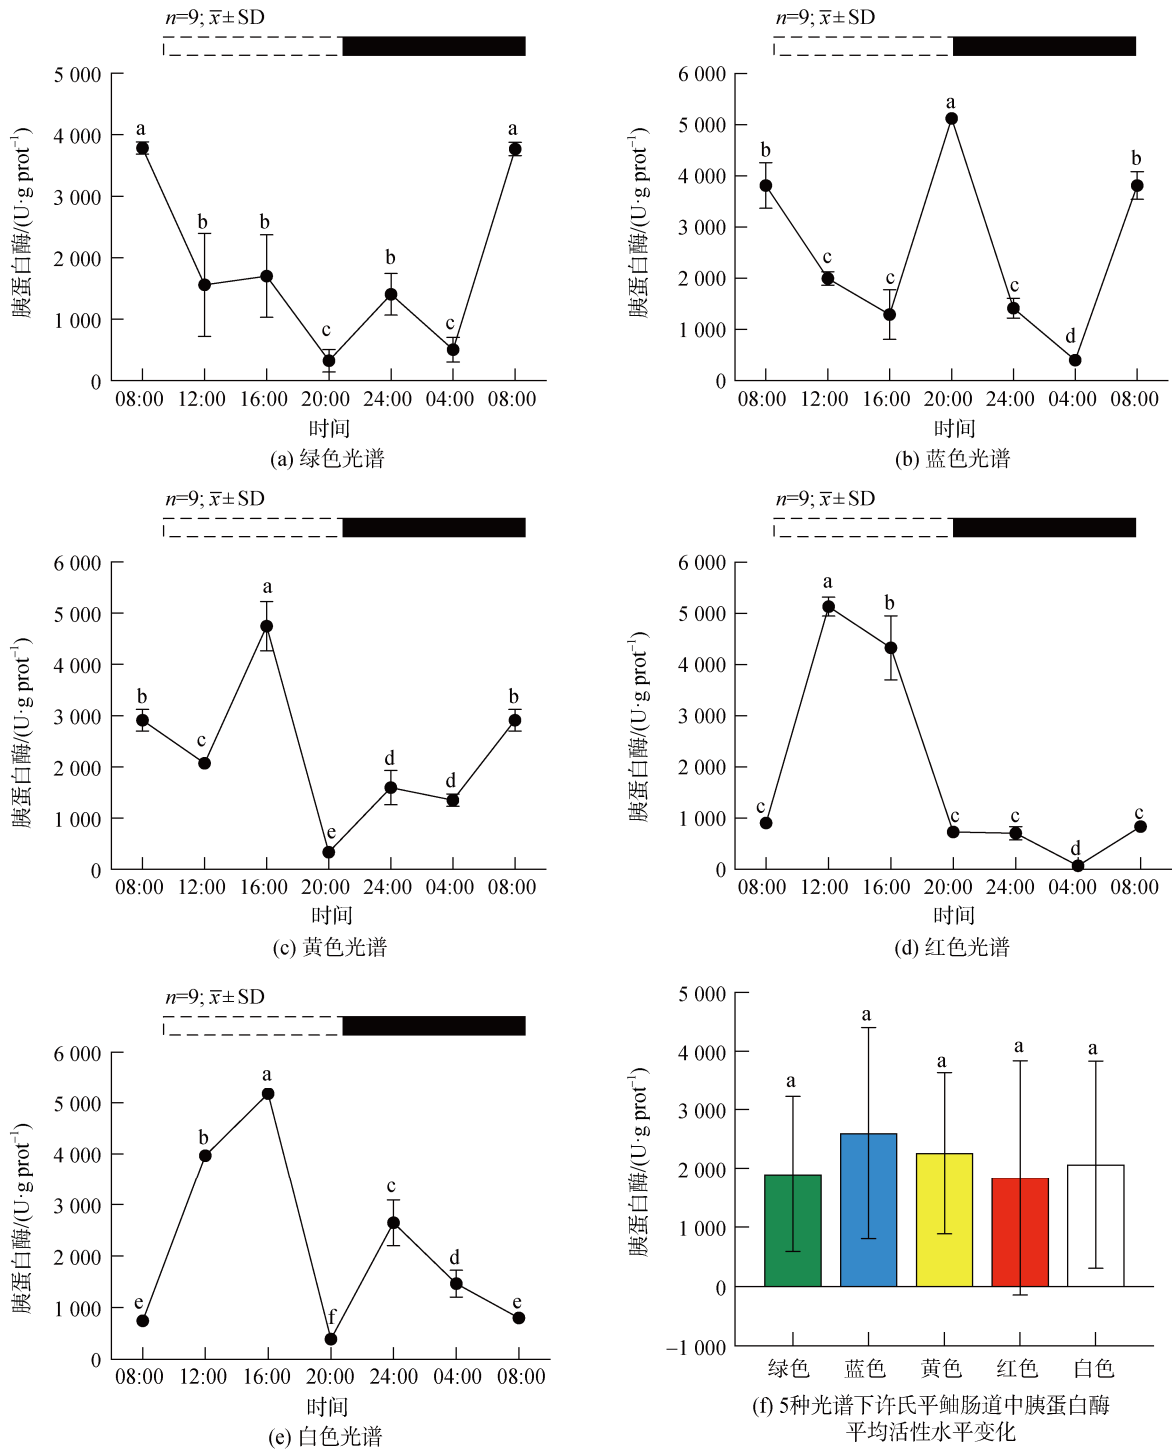 n=9; x̄±SD
5 000
4 000
3 000
2 000
1 000
0
胰蛋白酶/(U·g prot⁻¹)
a
b
b
c
b
c
a
08:00 12:00 16:00 20:00 24:00 04:00 08:00
时间
(a) 绿色光谱
n=9; x̄±SD
6 000
5 000
4 000
3 000
2 000
1 000
0
胰蛋白酶/(U·g prot⁻¹)
b
c
c
a
c
d
b
08:00 12:00 16:00 20:00 24:00 04:00 08:00
时间
(b) 蓝色光谱
n=9; x̄±SD
6 000
5 000
4 000
3 000
2 000
1 000
0
胰蛋白酶/(U·g prot⁻¹)
b
c
a
e
d
d
b
08:00 12:00 16:00 20:00 24:00 04:00 08:00
时间
(c) 黄色光谱
n=9; x̄±SD
6 000
5 000
4 000
3 000
2 000
1 000
0
胰蛋白酶/(U·g prot⁻¹)
c
a
b
c
c
d
c
08:00 12:00 16:00 20:00 24:00 04:00 08:00
时间
(d) 红色光谱
n=9; x̄±SD
6 000
5 000
4 000
3 000
2 000
1 000
0
胰蛋白酶/(U·g prot⁻¹)
e
b
a
f
c
d
e
08:00 12:00 16:00 20:00 24:00 04:00 08:00
时间
(e) 白色光谱
5 000
4 000
3 000
2 000
1 000
0
−1 000
胰蛋白酶/(U·g prot⁻¹)
a
a
a
a
a
绿色 蓝色 黄色 红色 白色
(f) 5种光谱下许氏平鲉肠道中胰蛋白酶
平均活性水平变化